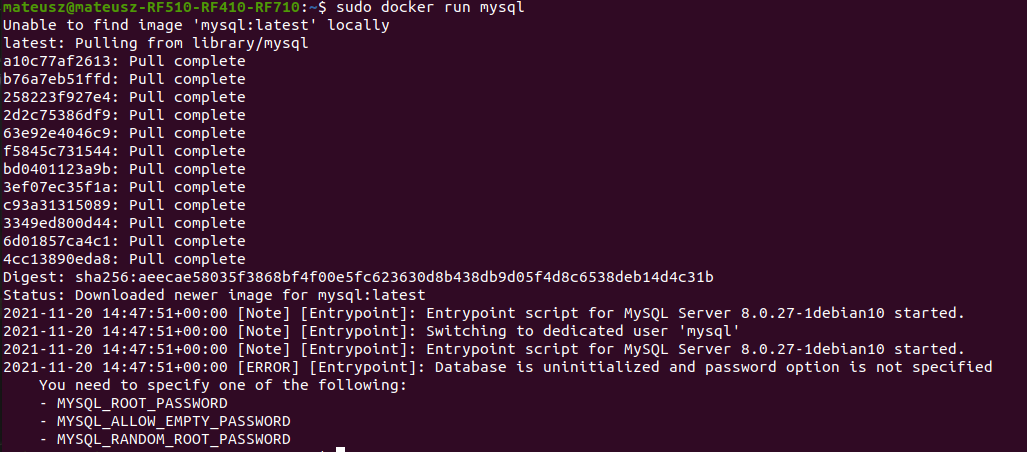 mateusz@mateusz-RF510-RF410-RF710:~$ sudo docker run mysql
Unable to find image 'mysql:latest' locally
latest: Pulling from library/mysql
a10c77af2613: Pull complete
b76a7eb51ffd: Pull complete
258223f927e4: Pull complete
2d2c75386df9: Pull complete
63e92e4046c9: Pull complete
f5845c731544: Pull complete
bd0401123a9b: Pull complete
3ef07ec35f1a: Pull complete
c93a31315089: Pull complete
3349ed800d44: Pull complete
6d01857ca4c1: Pull complete
4cc13890eda8: Pull complete
Digest: sha256:aeecae58035f3868bf4f00e5fc623630d8b438db9d05f4d8c6538deb14d4c31b
Status: Downloaded newer image for mysql:latest
2021-11-20 14:47:51+00:00 [Note] [Entrypoint]: Entrypoint script for MySQL Server 8.0.27-1debian10 started.
2021-11-20 14:47:51+00:00 [Note] [Entrypoint]: Switching to dedicated user 'mysql'
2021-11-20 14:47:51+00:00 [Note] [Entrypoint]: Entrypoint script for MySQL Server 8.0.27-1debian10 started.
2021-11-20 14:47:51+00:00 [ERROR] [Entrypoint]: Database is uninitialized and password option is not specified
    You need to specify one of the following:
    - MYSQL_ROOT_PASSWORD
    - MYSQL_ALLOW_EMPTY_PASSWORD
    - MYSQL_RANDOM_ROOT_PASSWORD